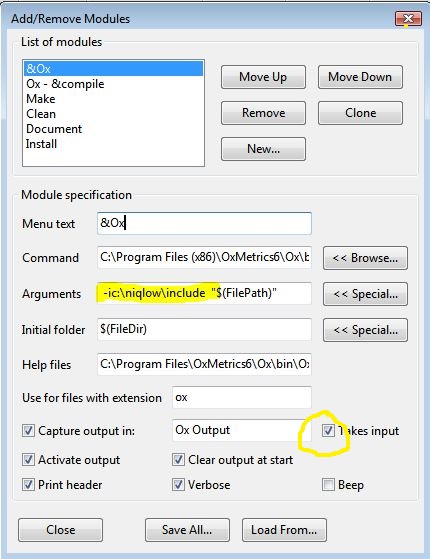 Add/Remove Modules
List of modules
&Ox
Ox - &compile
Make
Clean
Document
Install
Move Up
Move Down
Remove
Clone
New...
Module specification
Menu text &Ox
Command C:\Program Files (x86)\OxMetrics6\Ox\b << Browse...
Arguments -ic:\niqlow\include "$(FilePath)" << Special...
Initial folder $(FileDir) << Special...
Help files C:\Program Files\OxMetrics6\Ox\bin\Ox
Use for files with extension ox
Capture output in: Ox Output Takes input
Activate output Clear output at start
Print header Verbose Beep
Close Save All... Load From...